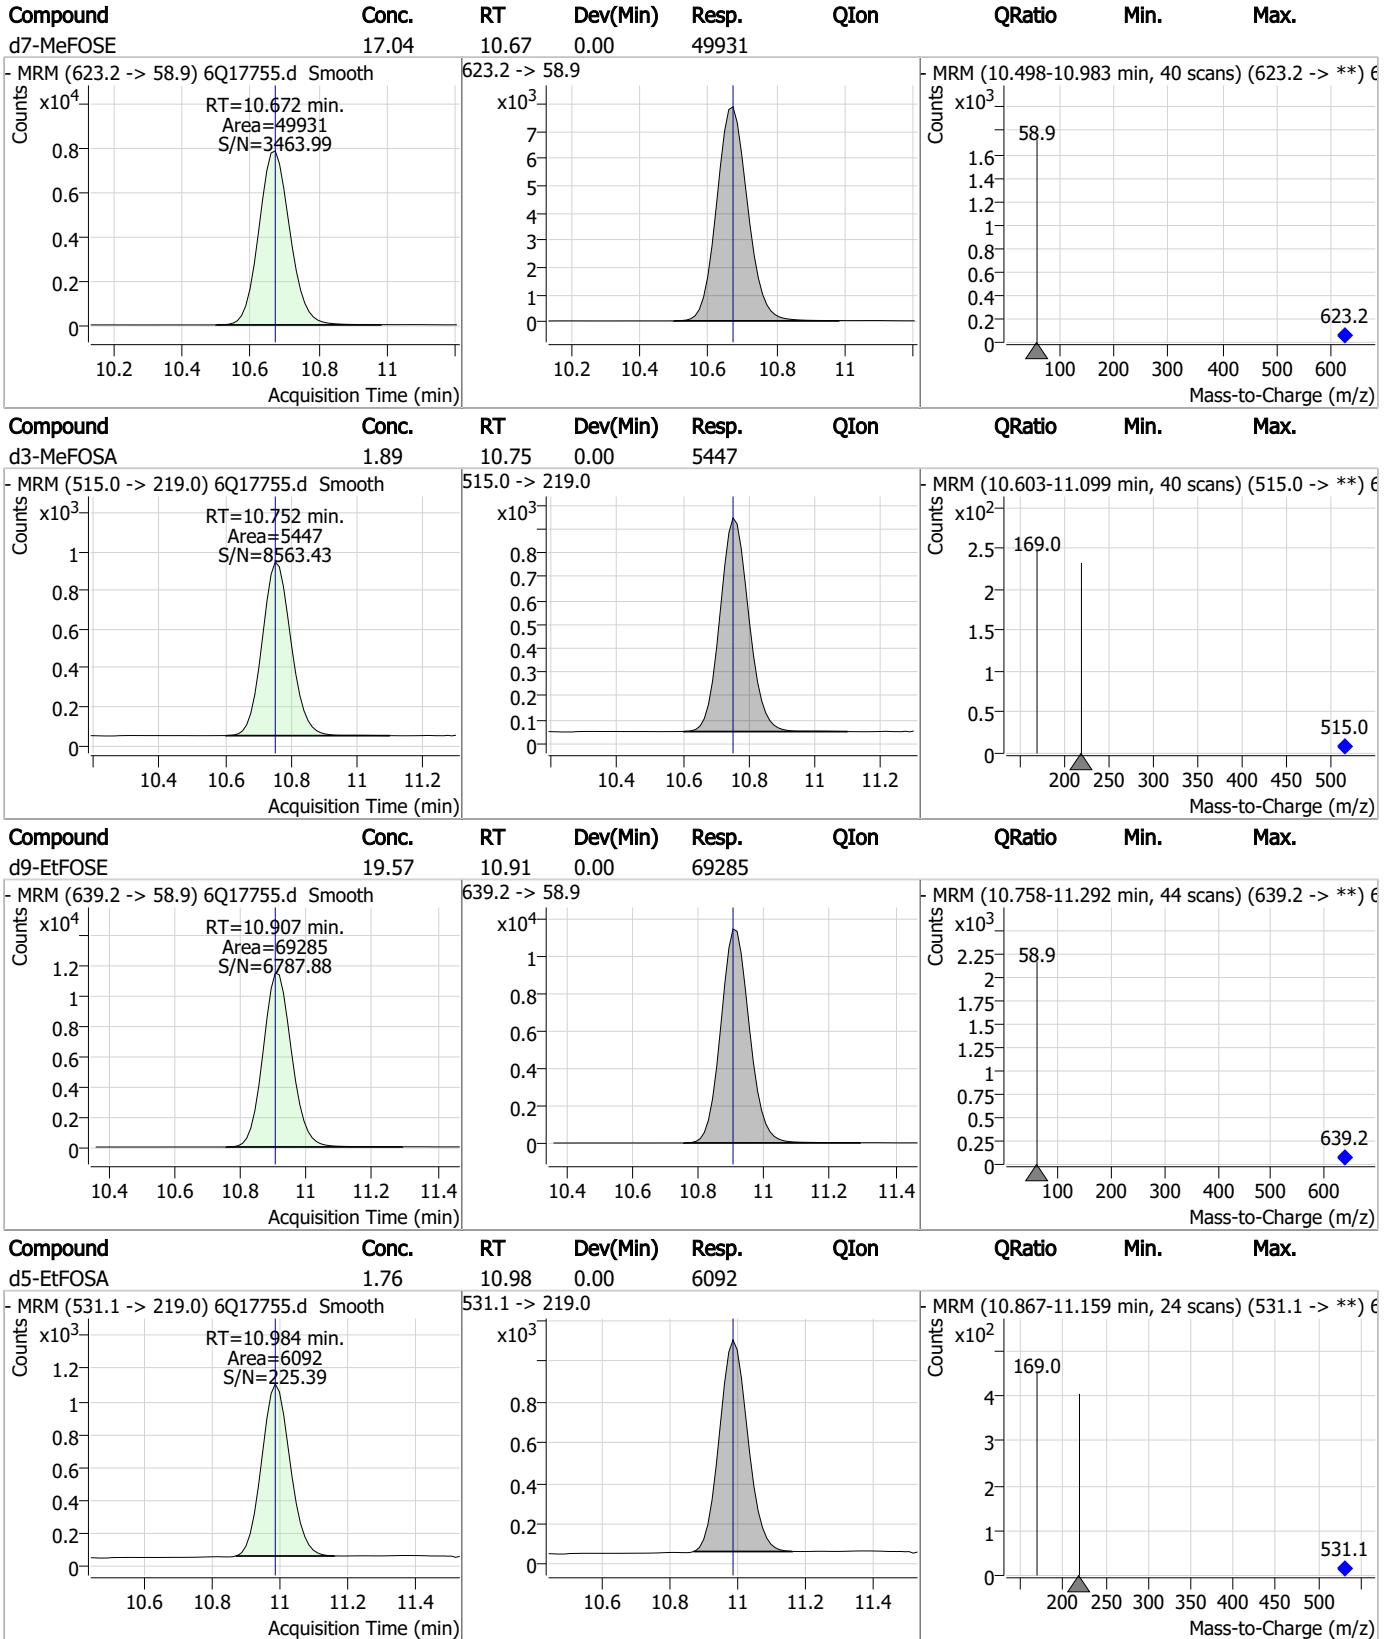 Compound Conc. RT Dev(Min) Resp. QIon QRatio Min. Max.
d7-MeFOSE 17.04 10.67 0.00 49931
- MRM (623.2 -> 58.9) 6Q17755.d Smooth
Counts
x10^4
RT=10.672 min.
Area=49931
S/N=3463.99
0.8
0.6
0.4
0.2
0
10.2 10.4 10.6 10.8 11
Acquisition Time (min)
623.2 -> 58.9
x10^3
7
6
5
4
3
2
1
0
10.2 10.4 10.6 10.8 11
- MRM (10.498-10.983 min, 40 scans) (623.2 -> **) 6
Counts
x10^3
58.9
1.6
1.4
1.2
1
0.8
0.6
0.4
0.2
0
623.2
100 200 300 400 500 600
Mass-to-Charge (m/z)
Compound Conc. RT Dev(Min) Resp. QIon QRatio Min. Max.
d3-MeFOSA 1.89 10.75 0.00 5447
- MRM (515.0 -> 219.0) 6Q17755.d Smooth
Counts
x10^3
RT=10.752 min.
Area=5447
S/N=8563.43
1
0.8
0.6
0.4
0.2
0
10.4 10.6 10.8 11 11.2
Acquisition Time (min)
515.0 -> 219.0
x10^3
0.8
0.7
0.6
0.5
0.4
0.3
0.2
0.1
0
10.4 10.6 10.8 11 11.2
- MRM (10.603-11.099 min, 40 scans) (515.0 -> **) 6
Counts
x10^2
169.0
2.5
2
1.5
1
0.5
0
515.0
200 250 300 350 400 450 500
Mass-to-Charge (m/z)
Compound Conc. RT Dev(Min) Resp. QIon QRatio Min. Max.
d9-EtFOSE 19.57 10.91 0.00 69285
- MRM (639.2 -> 58.9) 6Q17755.d Smooth
Counts
x10^4
RT=10.907 min.
Area=69285
S/N=6787.88
1.2
1
0.8
0.6
0.4
0.2
0
10.4 10.6 10.8 11 11.2 11.4
Acquisition Time (min)
639.2 -> 58.9
x10^4
1
0.8
0.6
0.4
0.2
0
10.4 10.6 10.8 11 11.2 11.4
- MRM (10.758-11.292 min, 44 scans) (639.2 -> **) 6
Counts
x10^3
58.9
2.25
2
1.75
1.5
1.25
1
0.75
0.5
0.25
0
639.2
100 200 300 400 500 600
Mass-to-Charge (m/z)
Compound Conc. RT Dev(Min) Resp. QIon QRatio Min. Max.
d5-EtFOSA 1.76 10.98 0.00 6092
- MRM (531.1 -> 219.0) 6Q17755.d Smooth
Counts
x10^3
RT=10.984 min.
Area=6092
S/N=225.39
1.2
1
0.8
0.6
0.4
0.2
0
10.6 10.8 11 11.2 11.4
Acquisition Time (min)
531.1 -> 219.0
x10^3
0.8
0.6
0.4
0.2
0
10.6 10.8 11 11.2 11.4
- MRM (10.867-11.159 min, 24 scans) (531.1 -> **) 6
Counts
x10^2
169.0
4
3
2
1
0
531.1
200 250 300 350 400 450 500
Mass-to-Charge (m/z)